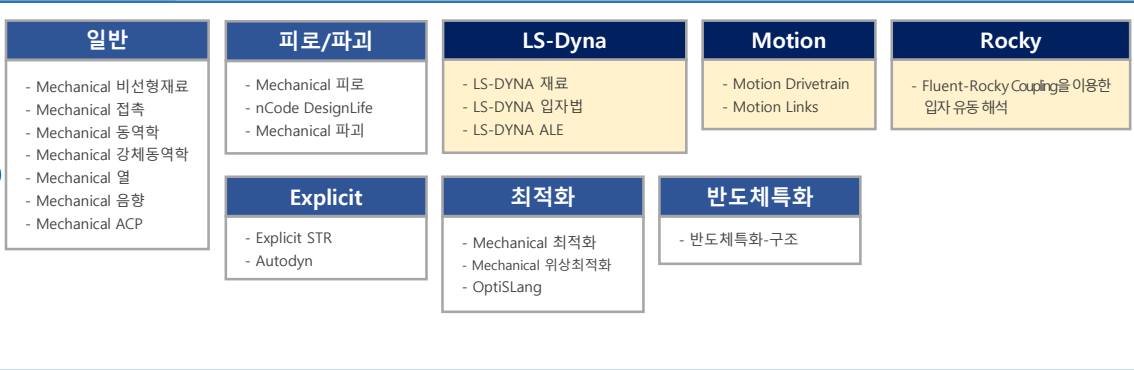 일반
- Mechanical 비선형재료
- Mechanical 접촉
- Mechanical 동역학
- Mechanical 강체동역학
- Mechanical 열
- Mechanical 음향
- Mechanical ACP
피로/파괴
- Mechanical 피로
- nCode DesignLife
- Mechanical 파괴
LS-Dyna
- LS-DYNA 재료
- LS-DYNA 입자법
- LS-DYNA ALE
Motion
- Motion Drivetrain
- Motion Links
Rocky
- Fluent-Rocky Coupling을 이용한
입자 유동 해석
Explicit
- Explicit STR
- Autodyn
최적화
- Mechanical 최적화
- Mechanical 위상최적화
- OptiSLang
반도체특화
- 반도체특화-구조